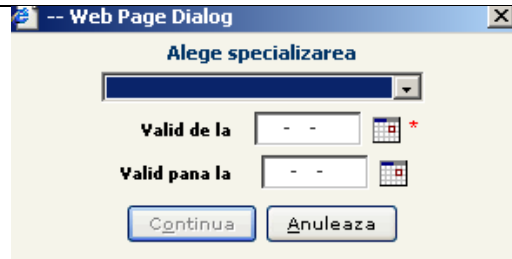 -- Web Page Dialog
Alege specializarea
Valid de la - - *
Valid pana la - -
Continua Anuleaza